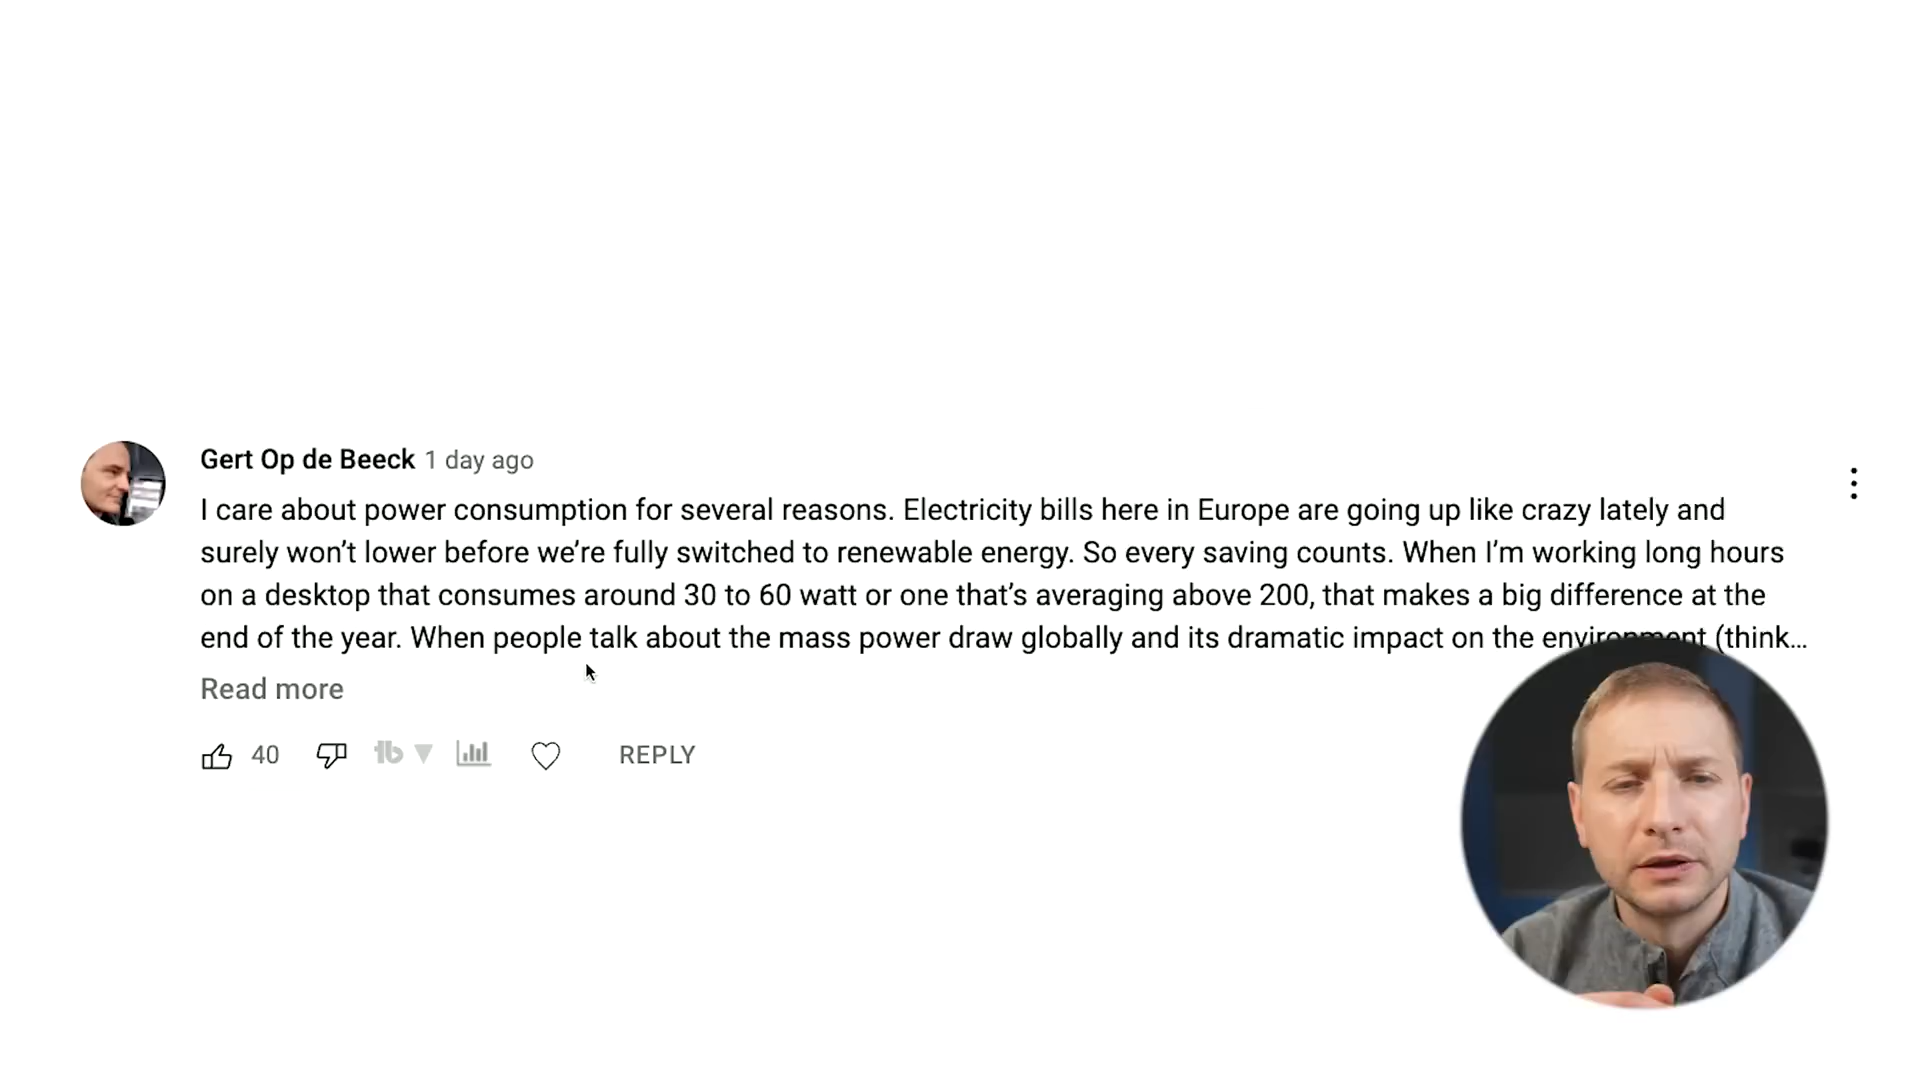 Gert Op de Beeck 1 day ago
I care about power consumption for several reasons. Electricity bills here in Europe are going up like crazy lately and
surely won’t lower before we’re fully switched to renewable energy. So every saving counts. When I’m working long hours
on a desktop that consumes around 30 to 60 watt or one that’s averaging above 200, that makes a big difference at the
end of the year. When people talk about the mass power draw globally and its dramatic impact on the environment (think...
Read more
40 tb REPLY